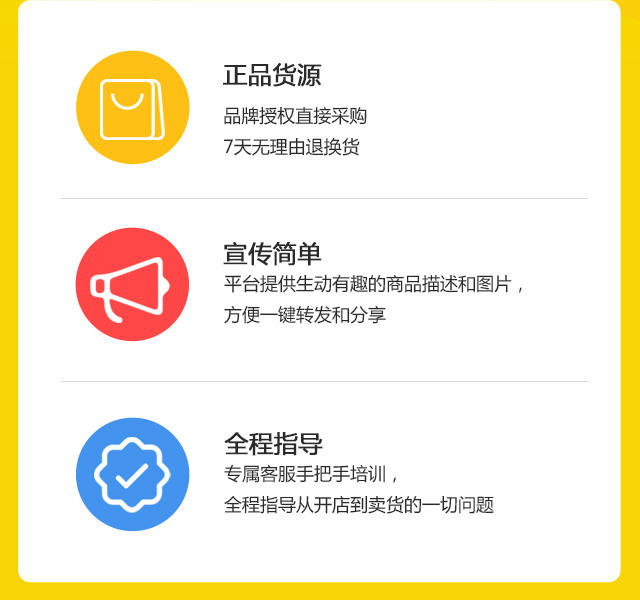 正品货源
品牌授权直接采购
7天无理由退换货
宣传简单
平台提供生动有趣的商品描述和图片，
方便一键转发和分享
全程指导
专属客服手把手培训，
全程指导从开店到卖货的一切问题